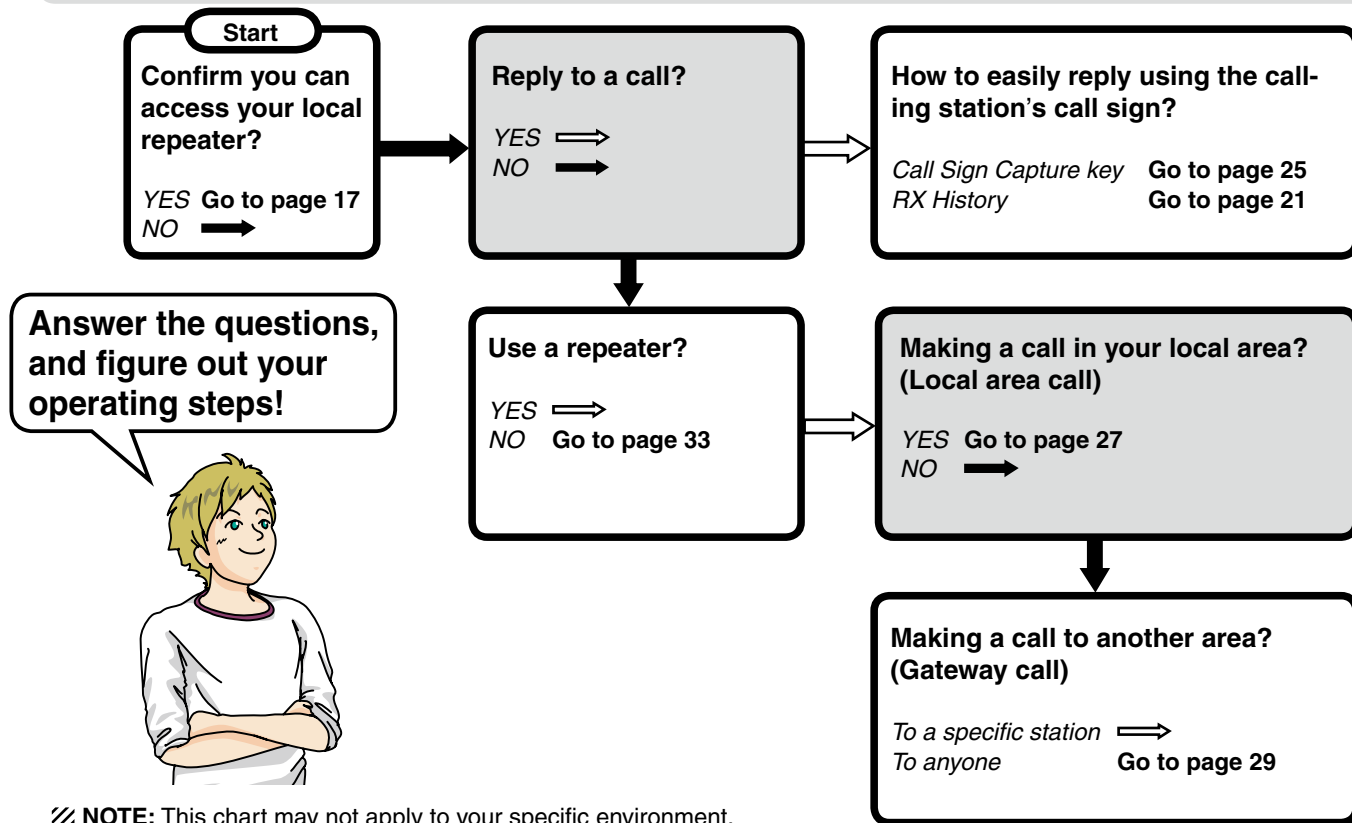 Start
Confirm you can
access your local
repeater?
YES Go to page 17
NO
Reply to a call?
YES
NO
How to easily reply using the call-
ing station's call sign?
Call Sign Capture key Go to page 25
RX History Go to page 21
Answer the questions,
and figure out your
operating steps!
Use a repeater?
YES
NO Go to page 33
Making a call in your local area?
(Local area call)
YES Go to page 27
NO
Making a call to another area?
(Gateway call)
To a specific station
To anyone Go to page 29
NOTE: This chart may not apply to your specific environment.